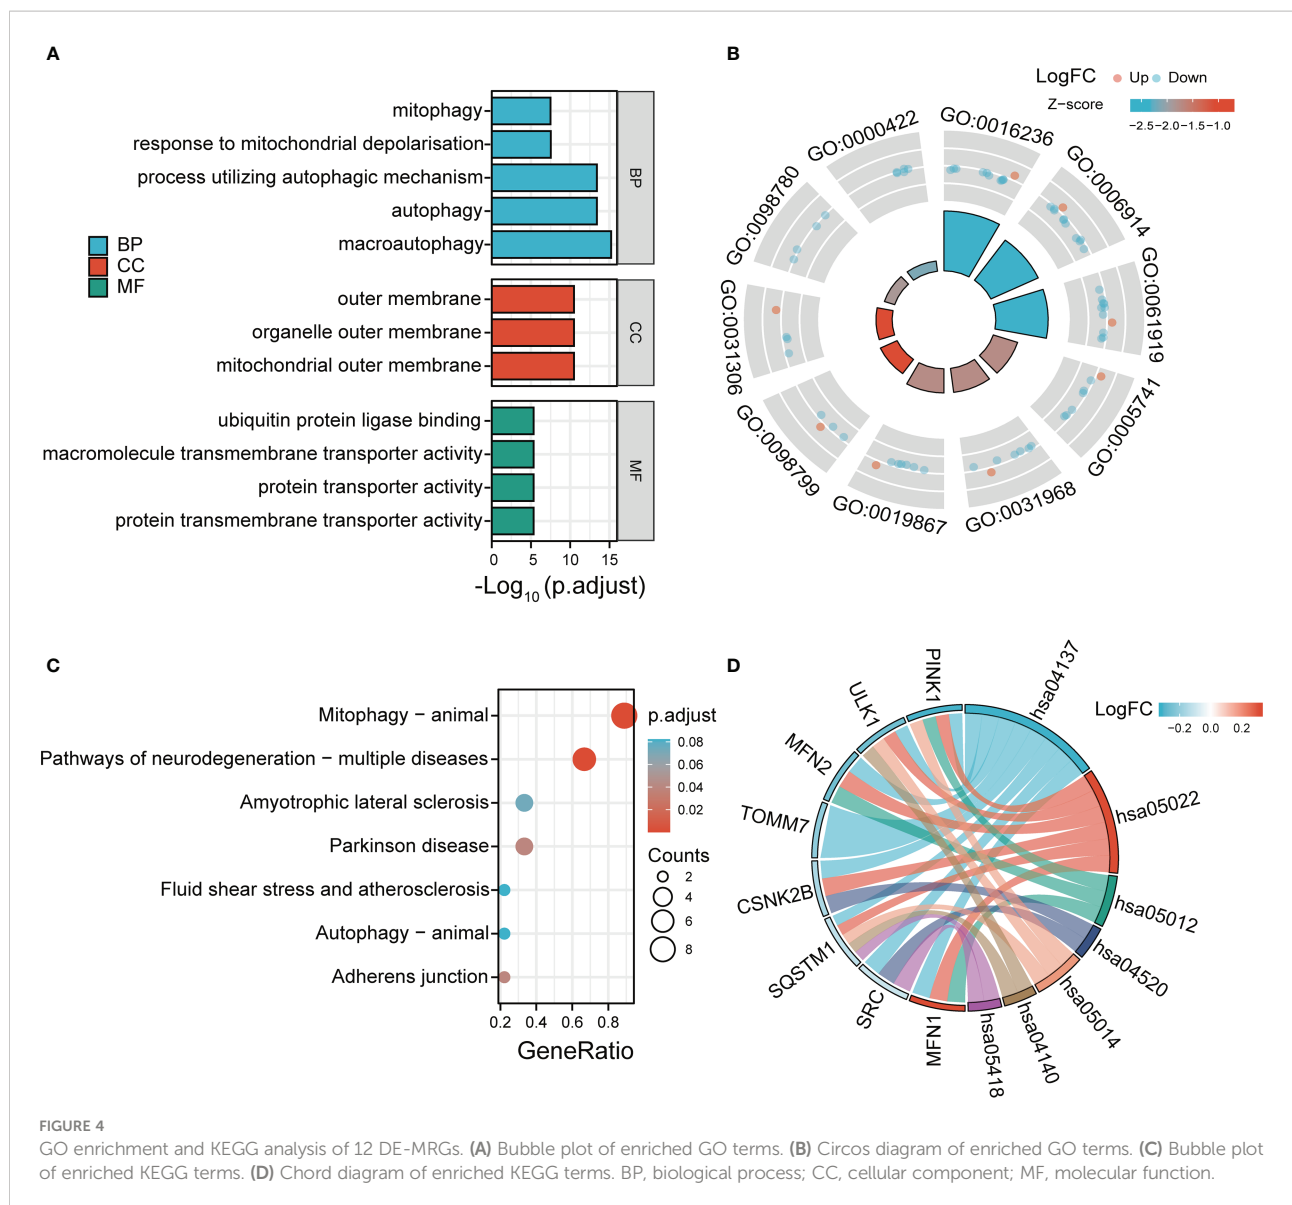 A
mitophagy
response to mitochondrial depolarisation
process utilizing autophagic mechanism
autophagy
macroautophagy
BP
BP
CC
MF
outer membrane
organelle outer membrane
mitochondrial outer membrane
CC
ubiquitin protein ligase binding
macromolecule transmembrane transporter activity
protein transporter activity
protein transmembrane transporter activity
MF
0 5 10 15
-Log10 (p.adjust)
B
LogFC Up Down
Z−score
−2.5 −2.0 −1.5 −1.0
GO:0016236
GO:0006914
GO:0061919
GO:0005741
GO:0031968
GO:0019867
GO:0098799
GO:0031306
GO:0098780
GO:0000422
C
Mitophagy − animal
Pathways of neurodegeneration − multiple diseases
Amyotrophic lateral sclerosis
Parkinson disease
Fluid shear stress and atherosclerosis
Autophagy − animal
Adherens junction
0.2 0.4 0.6 0.8
GeneRatio
p.adjust
0.08
0.06
0.04
0.02
Counts
2
4
6
8
D
LogFC
−0.2 0.0 0.2
hsa04137
hsa05022
hsa05012
hsa04520
hsa05014
hsa04140
hsa05418
MFN1
SRC
SQSTM1
CSNK2B
TOMM7
MFN2
ULK1
PINK1
FIGURE 4
GO enrichment and KEGG analysis of 12 DE-MRGs. (A) Bubble plot of enriched GO terms. (B) Circos diagram of enriched GO terms. (C) Bubble plot
of enriched KEGG terms. (D) Chord diagram of enriched KEGG terms. BP, biological process; CC, cellular component; MF, molecular function.